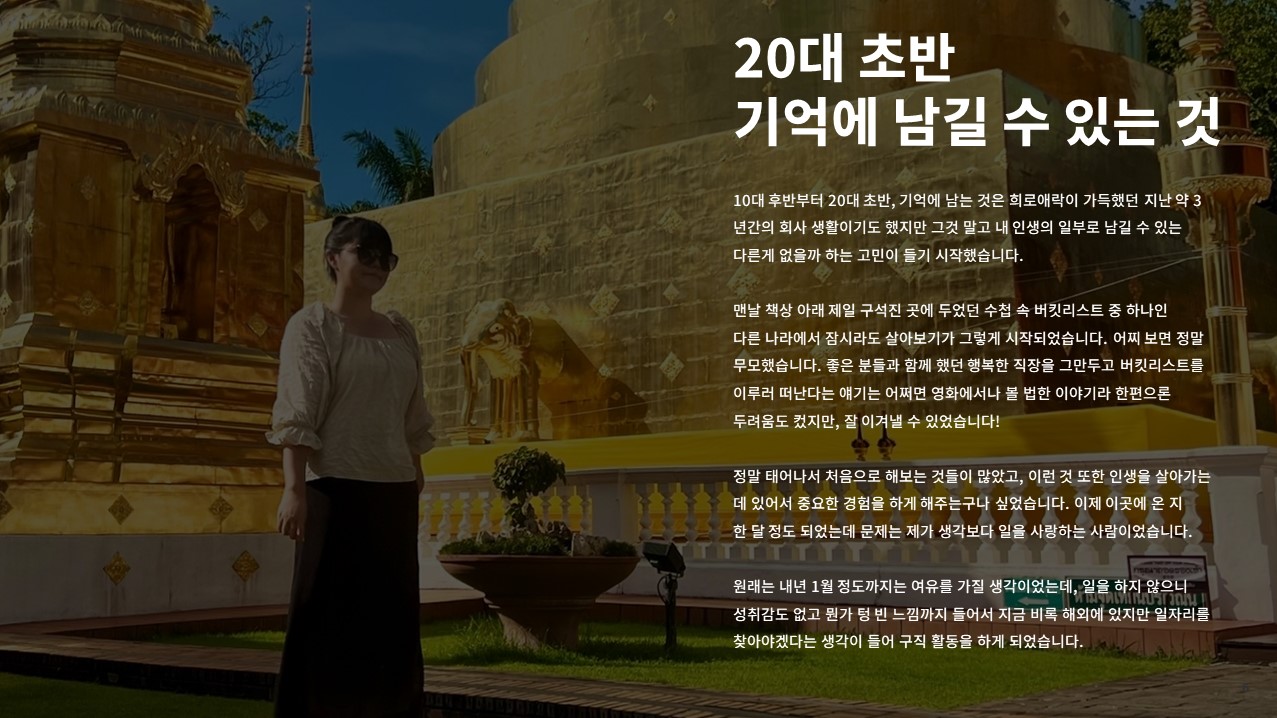 20대 초반
기억에 남길 수 있는 것
10대 후반부터 20대 초반, 기억에 남는 것은 희로애락이 가득했던 지난 약 3
년간의 회사 생활이기도 했지만 그것 말고 내 인생의 일부로 남길 수 있는
다른게 없을까 하는 고민이 들기 시작했습니다.
맨날 책상 아래 제일 구석진 곳에 두었던 수첩 속 버킷리스트 중 하나인
다른 나라에서 잠시라도 살아보기가 그렇게 시작되었습니다. 어찌 보면 정말
무모했습니다. 좋은 분들과 함께 했던 행복한 직장을 그만두고 버킷리스트를
이루러 떠난다는 얘기는 어쩌면 영화에서나 볼 법한 이야기라 한편으론
두려움도 컸지만, 잘 이겨낼 수 있었습니다!
정말 태어나서 처음으로 해보는 것들이 많았고, 이런 것 또한 인생을 살아가는
데 있어서 중요한 경험을 하게 해주는구나 싶었습니다. 이제 이곳에 온 지
한 달 정도 되었는데 문제는 제가 생각보다 일을 사랑하는 사람이었습니다.
원래는 내년 1월 정도까지는 여유를 가질 생각이었는데, 일을 하지 않으니
성취감도 없고 뭔가 텅 빈 느낌까지 들어서 지금 비록 해외에 있지만 일자리를
찾아야겠다는 생각이 들어 구직 활동을 하게 되었습니다.